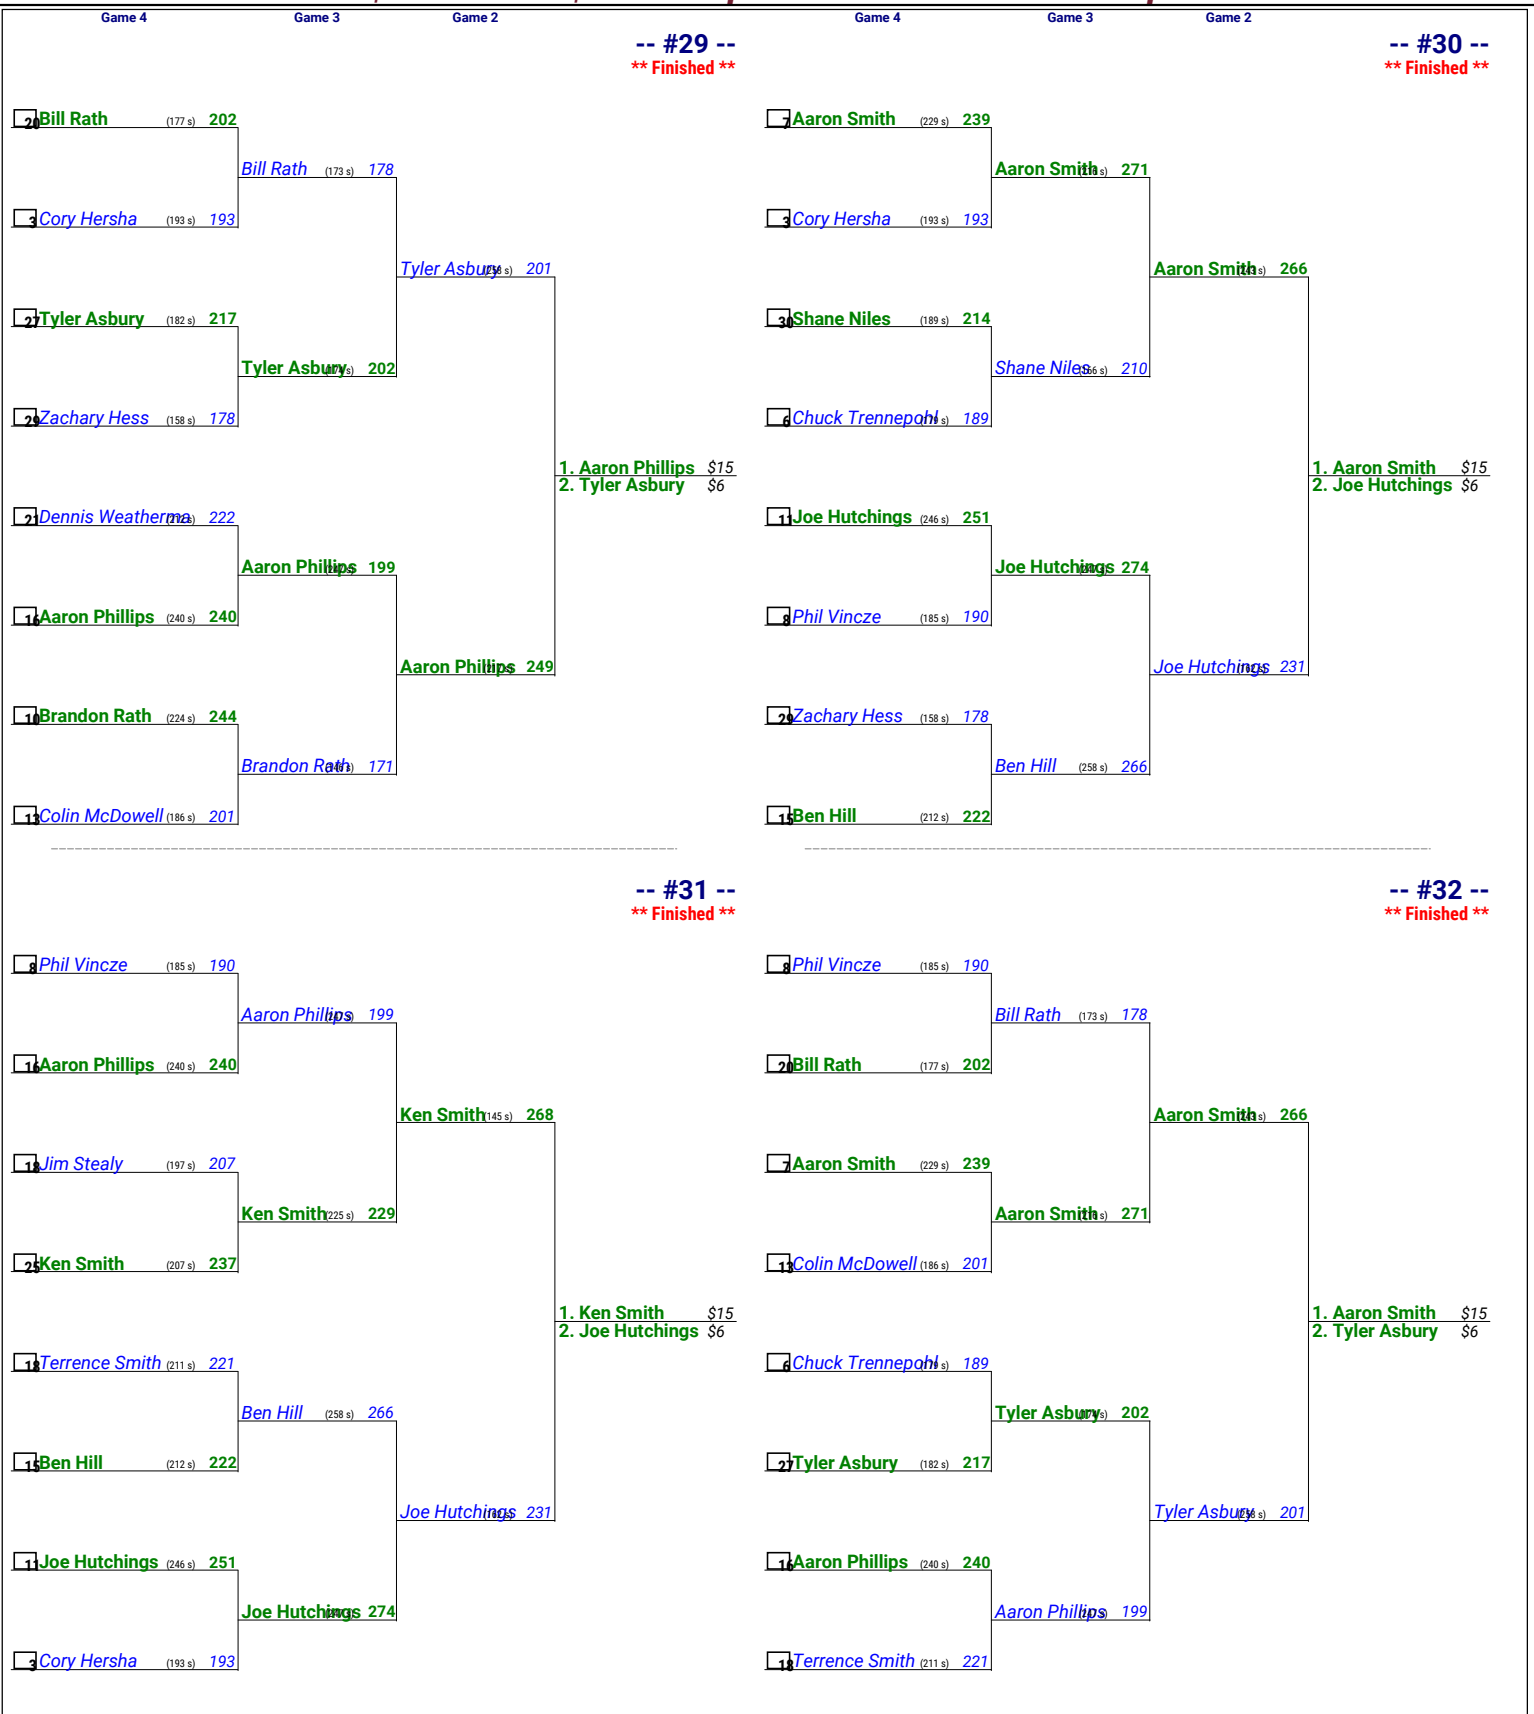 Game 4 Game 3 Game 2 Game 4 Game 3 Game 2
-- #29 --
** Finished **
20 Bill Rath (177 s) 202
Bill Rath (173 s) 178
3 Cory Hersha (193 s) 193
Tyler Asbury 201
27 Tyler Asbury (182 s) 217
Tyler Asbury 202
29 Zachary Hess (158 s) 178
1. Aaron Phillips $15
2. Tyler Asbury $6
21 Dennis Weatherma 222
Aaron Phillips 199
16 Aaron Phillips (240 s) 240
Aaron Phillips 249
10 Brandon Rath (224 s) 244
Brandon Rath 171
13 Colin McDowell (186 s) 201
-- #30 --
** Finished **
7 Aaron Smith (229 s) 239
Aaron Smith 271
3 Cory Hersha (193 s) 193
Aaron Smith 266
30 Shane Niles (189 s) 214
Shane Niles 210
6 Chuck Trennepohl 189
1. Aaron Smith $15
2. Joe Hutchings $6
11 Joe Hutchings (246 s) 251
Joe Hutchings 274
8 Phil Vincze (185 s) 190
Joe Hutchings 231
29 Zachary Hess (158 s) 178
Ben Hill (258 s) 266
15 Ben Hill (212 s) 222
-- #31 --
** Finished **
8 Phil Vincze (185 s) 190
Aaron Phillips 199
16 Aaron Phillips (240 s) 240
Ken Smith (145 s) 268
18 Jim Stealy (197 s) 207
Ken Smith (225 s) 229
25 Ken Smith (207 s) 237
1. Ken Smith $15
2. Joe Hutchings $6
18 Terrence Smith (211 s) 221
Ben Hill (258 s) 266
15 Ben Hill (212 s) 222
Joe Hutchings 231
11 Joe Hutchings (246 s) 251
Joe Hutchings 274
3 Cory Hersha (193 s) 193
-- #32 --
** Finished **
8 Phil Vincze (185 s) 190
Bill Rath (173 s) 178
20 Bill Rath (177 s) 202
Aaron Smith 266
7 Aaron Smith (229 s) 239
Aaron Smith 271
13 Colin McDowell (186 s) 201
1. Aaron Smith $15
2. Tyler Asbury $6
6 Chuck Trennepohl 189
Tyler Asbury 202
27 Tyler Asbury (182 s) 217
Tyler Asbury 201
16 Aaron Phillips (240 s) 240
Aaron Phillips 199
18 Terrence Smith (211 s) 221